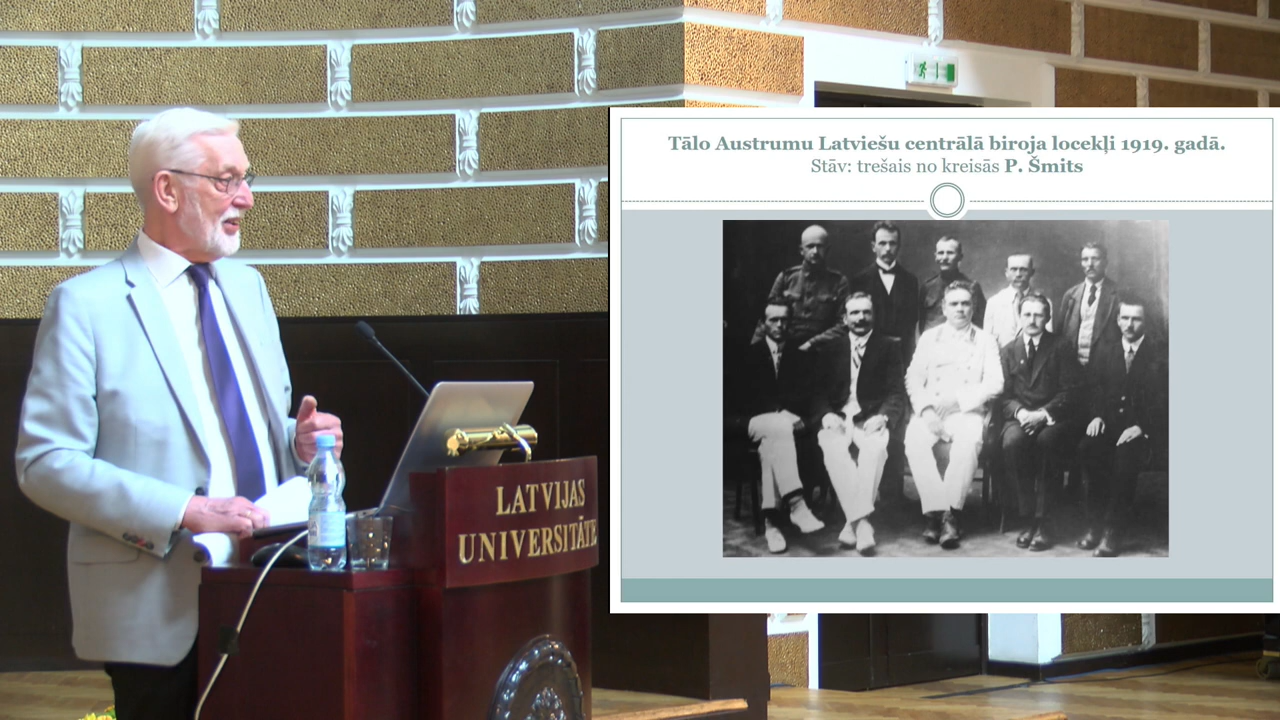 Tālo Austrumu Latviešu centrālā biroja locekļi 1919. gadā.
Stāv: trešais no kreisās P. Šmits
LATVIJAS
UNIVERSITĀTE